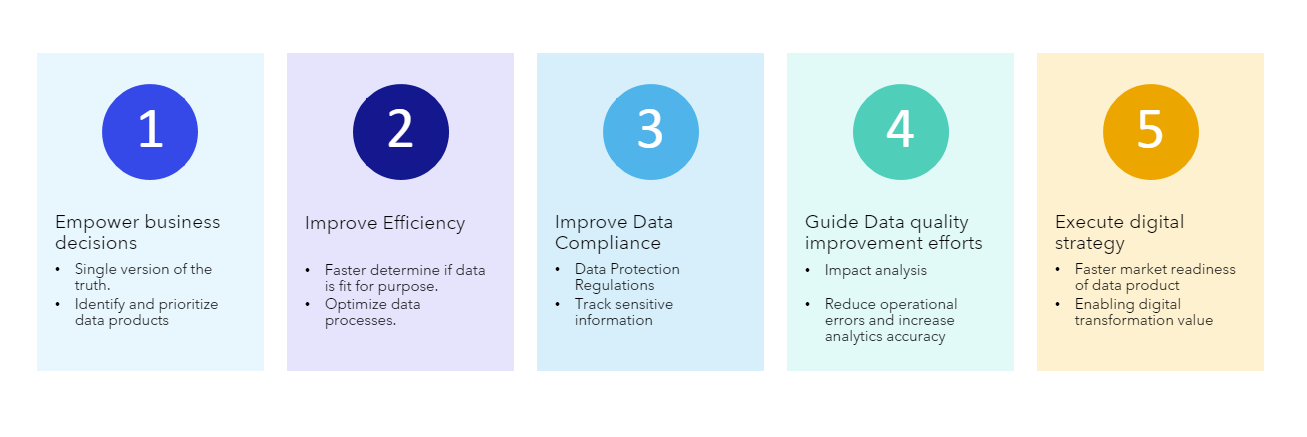 1
Empower business
decisions
• Single version of the
truth.
• Identify and prioritize
data products
2
Improve Efficiency
• Faster determine if data
is fit for purpose.
• Optimize data
processes.
3
Improve Data
Compliance
• Data Protection
Regulations
• Track sensitive
information
4
Guide Data quality
improvement efforts
• Impact analysis
• Reduce operational
errors and increase
analytics accuracy
5
Execute digital
strategy
• Faster market readiness
of data product
• Enabling digital
transformation value